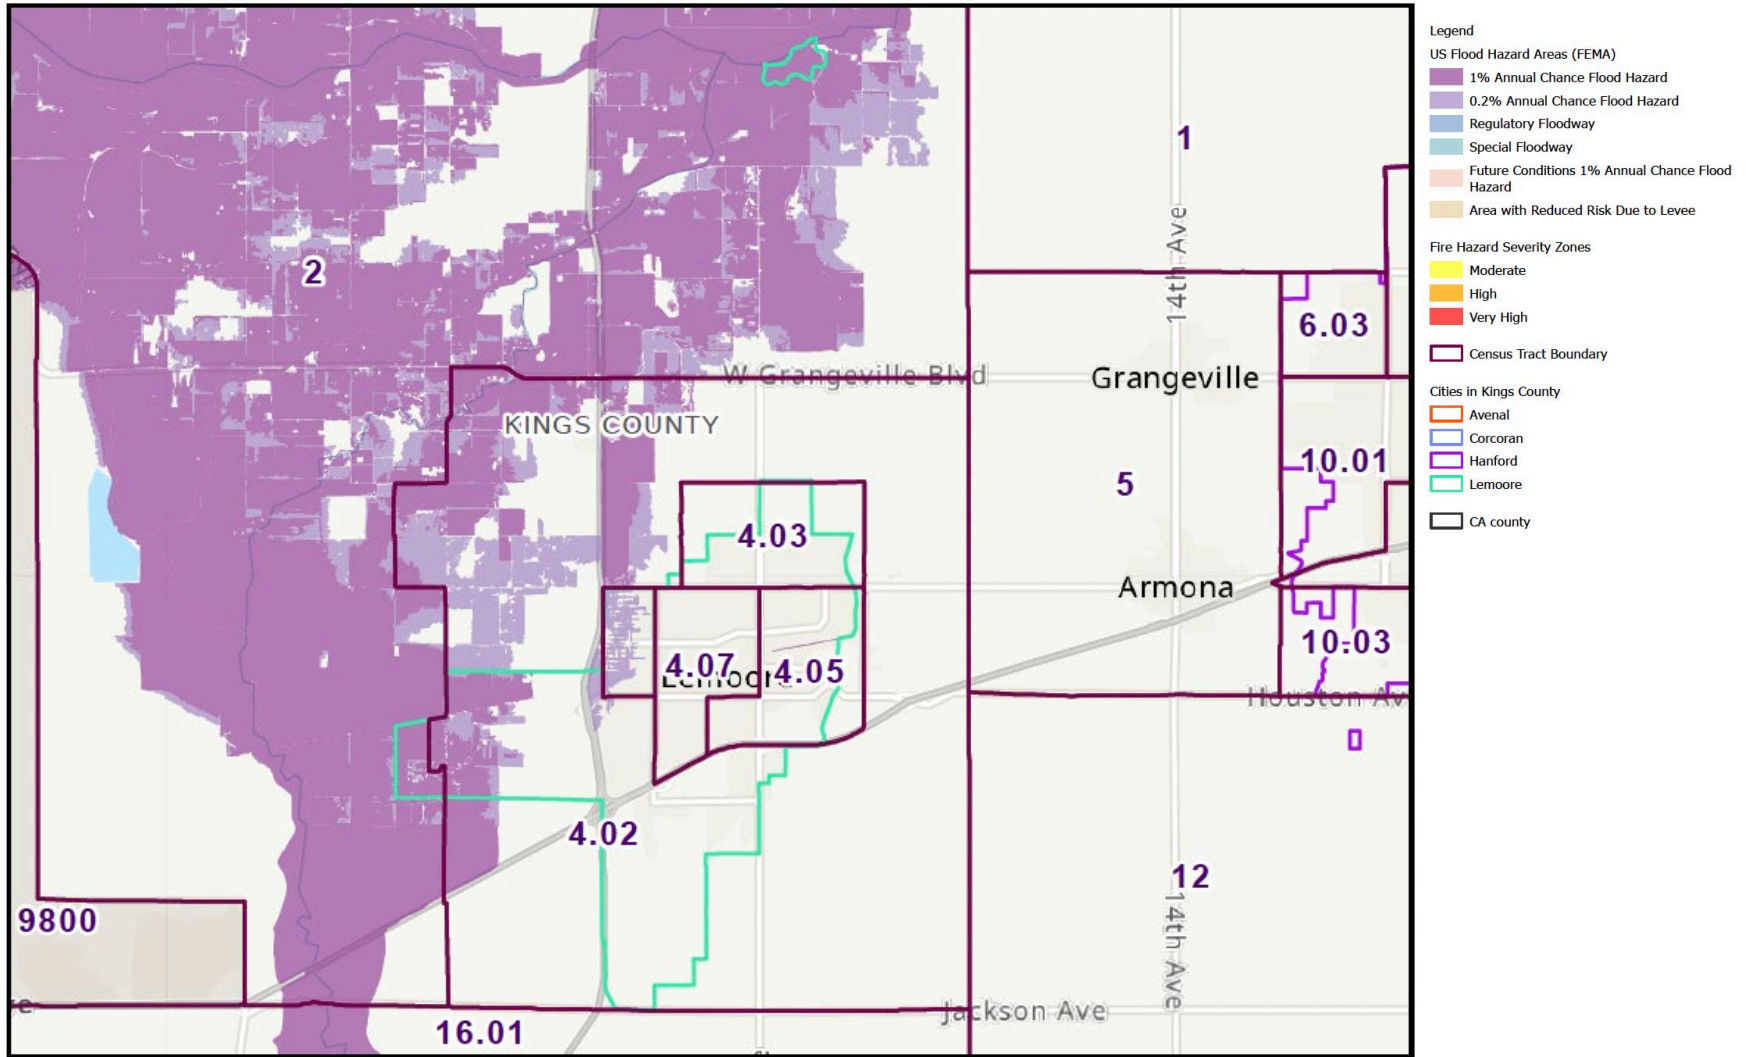 1
14th Ave
2
6.03
W Grangeville Blvd
Grangeville
KINGS COUNTY
10.01
5
4.03
Armona
10.03
4.07
4.05
Lemoore
Houston Av
4.02
12
14th Ave
9800
Jackson Ave
16.01
Legend
US Flood Hazard Areas (FEMA)
1% Annual Chance Flood Hazard
0.2% Annual Chance Flood Hazard
Regulatory Floodway
Special Floodway
Future Conditions 1% Annual Chance Flood
Hazard
Area with Reduced Risk Due to Levee
Fire Hazard Severity Zones
Moderate
High
Very High
Census Tract Boundary
Cities in Kings County
Avenal
Corcoran
Hanford
Lemoore
CA county